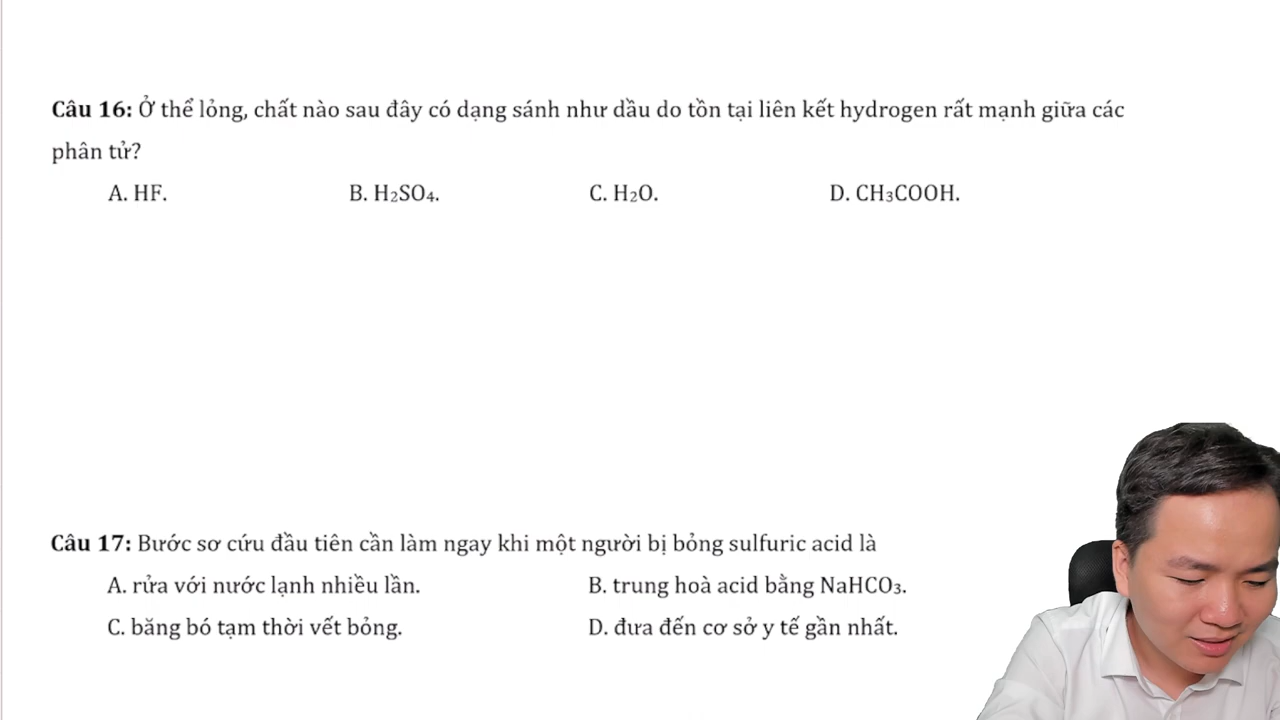 Câu 16: Ở thể lỏng, chất nào sau đây có dạng sánh như dầu do tồn tại liên kết hydrogen rất mạnh giữa các
phân tử?
A. HF. B. H₂SO₄. C. H₂O. D. CH₃COOH.
Câu 17: Bước sơ cứu đầu tiên cần làm ngay khi một người bị bỏng sulfuric acid là
A. rửa với nước lạnh nhiều lần. B. trung hoà acid bằng NaHCO₃.
C. băng bó tạm thời vết bỏng. D. đưa đến cơ sở y tế gần nhất.